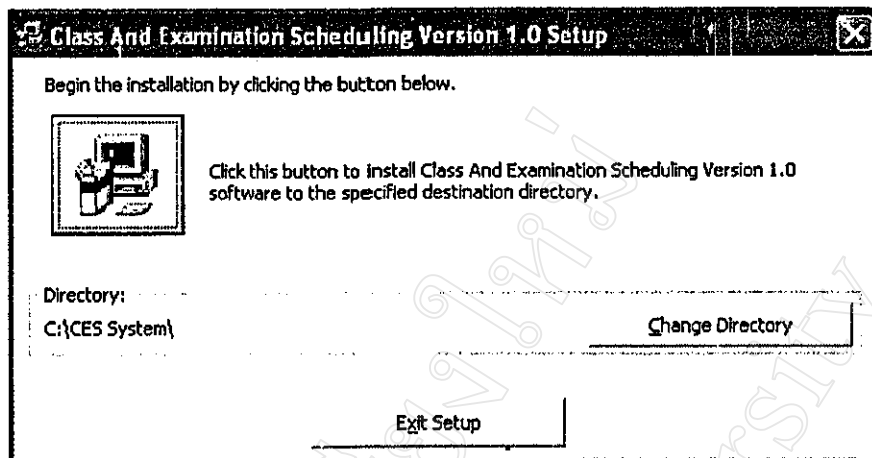 Class And Examination Scheduling Version 1.0 Setup
Begin the installation by clicking the button below.
Click this button to install Class And Examination Scheduling Version 1.0
software to the specified destination directory.
Directory:
C:\CES System\
Change Directory
Exit Setup